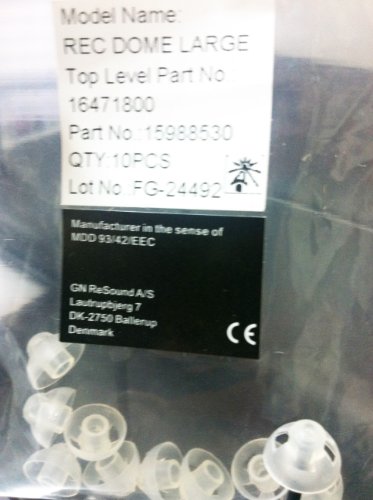 Model Name:
REC DOME LARGE
Top Level Part No
16471800
Part No.:15988530
QTY:10PCS
Lot No :FG-24492
Manufacturer in the sense of
MDD 93/42/EEC
GN ReSound A/S
Lautrupbjerg 7
DK-2750 Ballerup
Denmark
CE